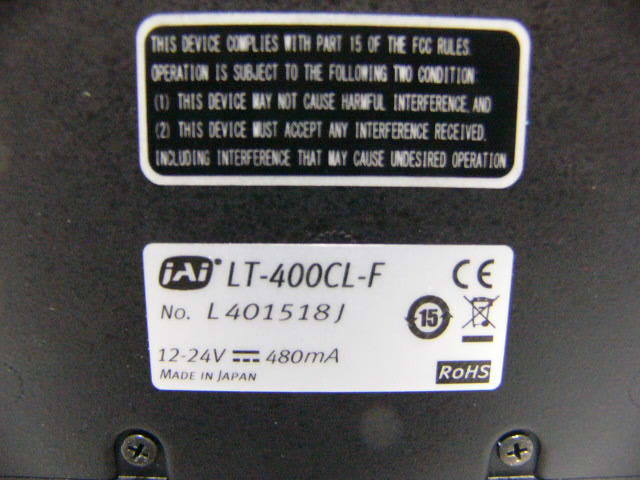 THIS DEVICE COMPLIES WITH PART 15 OF THE FCC RULES.
OPERATION IS SUBJECT TO THE FOLLOWING TWO CONDITION:
(1) THIS DEVICE MAY NOT CAUSE HARMFUL INTERFERENCE, AND
(2) THIS DEVICE MUST ACCEPT ANY INTERFERENCE RECEIVED,
INCLUDING INTERFERENCE THAT MAY CAUSE UNDESIRED OPERATION
JAi LT-400CL-F CE
No. L401518J 15
12-24V 480mA
MADE IN JAPAN RoHS